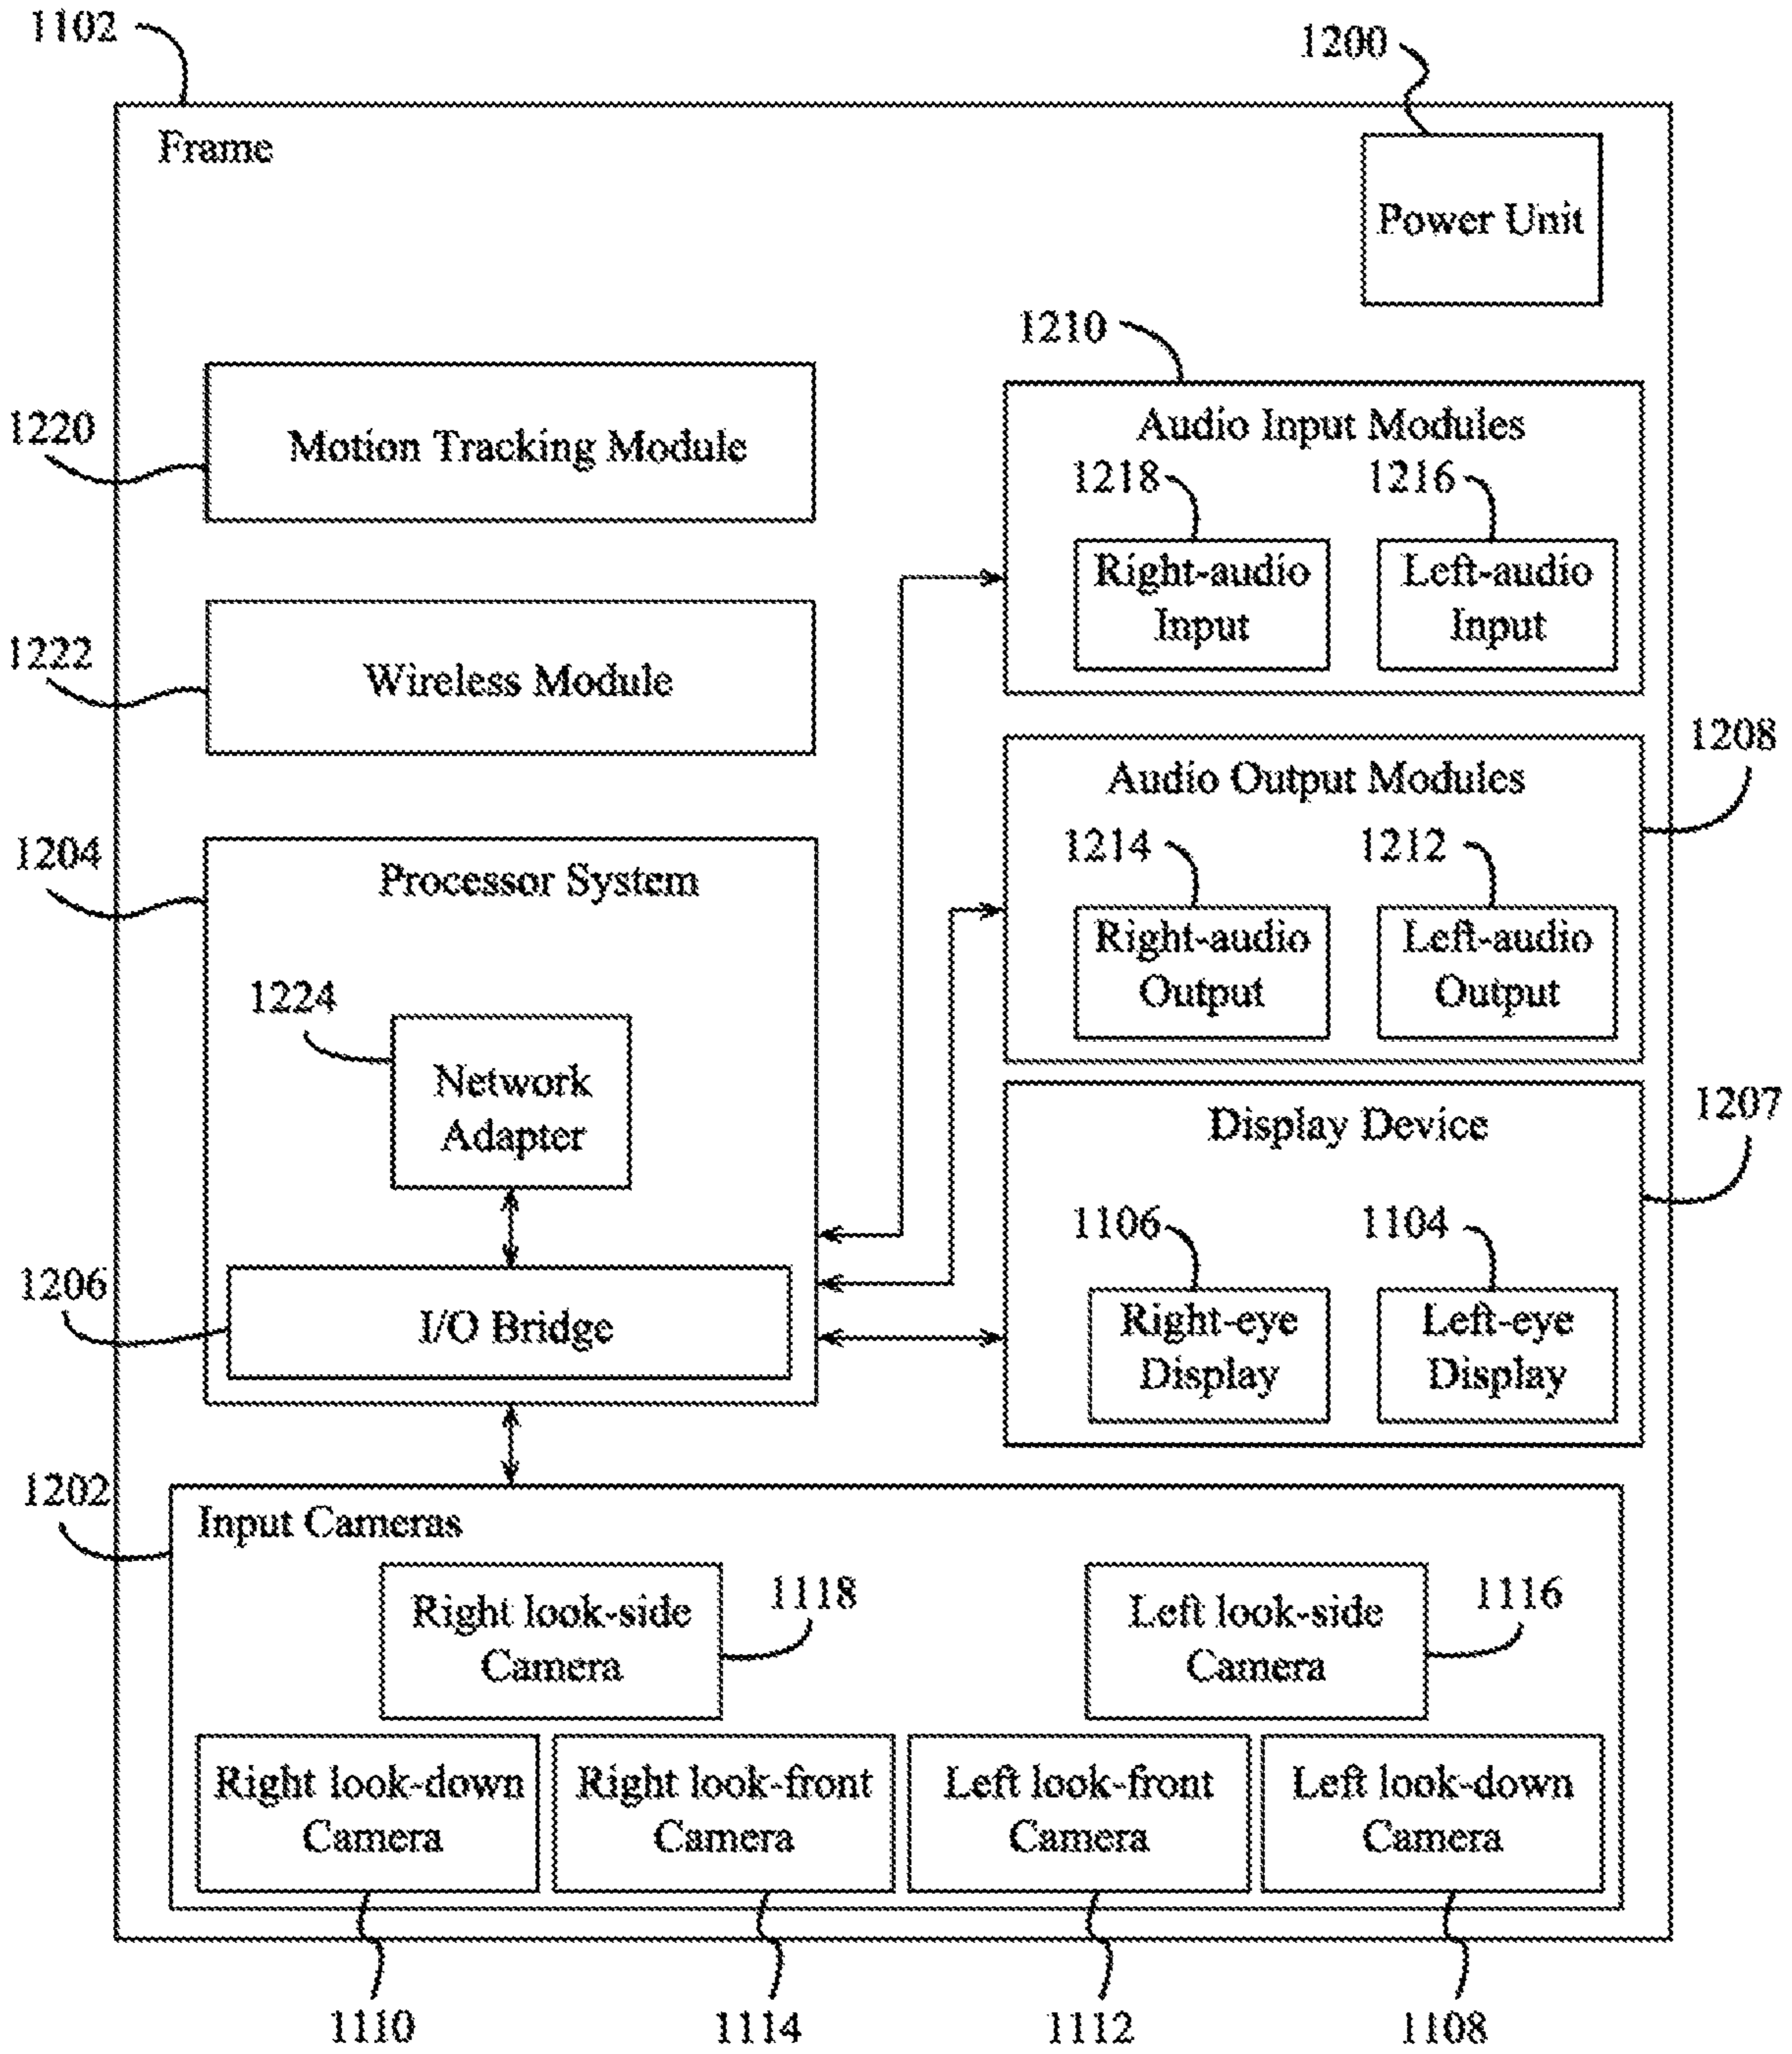 1102
1200
Frame
Power Unit
1210
1220
Motion Tracking Module
Audio Input Modules
1218
1216
Right-audio
Input
Left-audio
Input
1222
Wireless Module
1208
Audio Output Modules
1214
1212
Right-audio
Output
Left-audio
Output
1204
Processor System
1224
Network
Adapter
1207
Display Device
1106
1104
Right-eye
Display
Left-eye
Display
1206
I/O Bridge
1202
Input Cameras
Right look-side
Camera
1118
Left look-side
Camera
1116
Right look-down
Camera
Right look-front
Camera
Left look-front
Camera
Left look-down
Camera
1110
1114
1112
1108